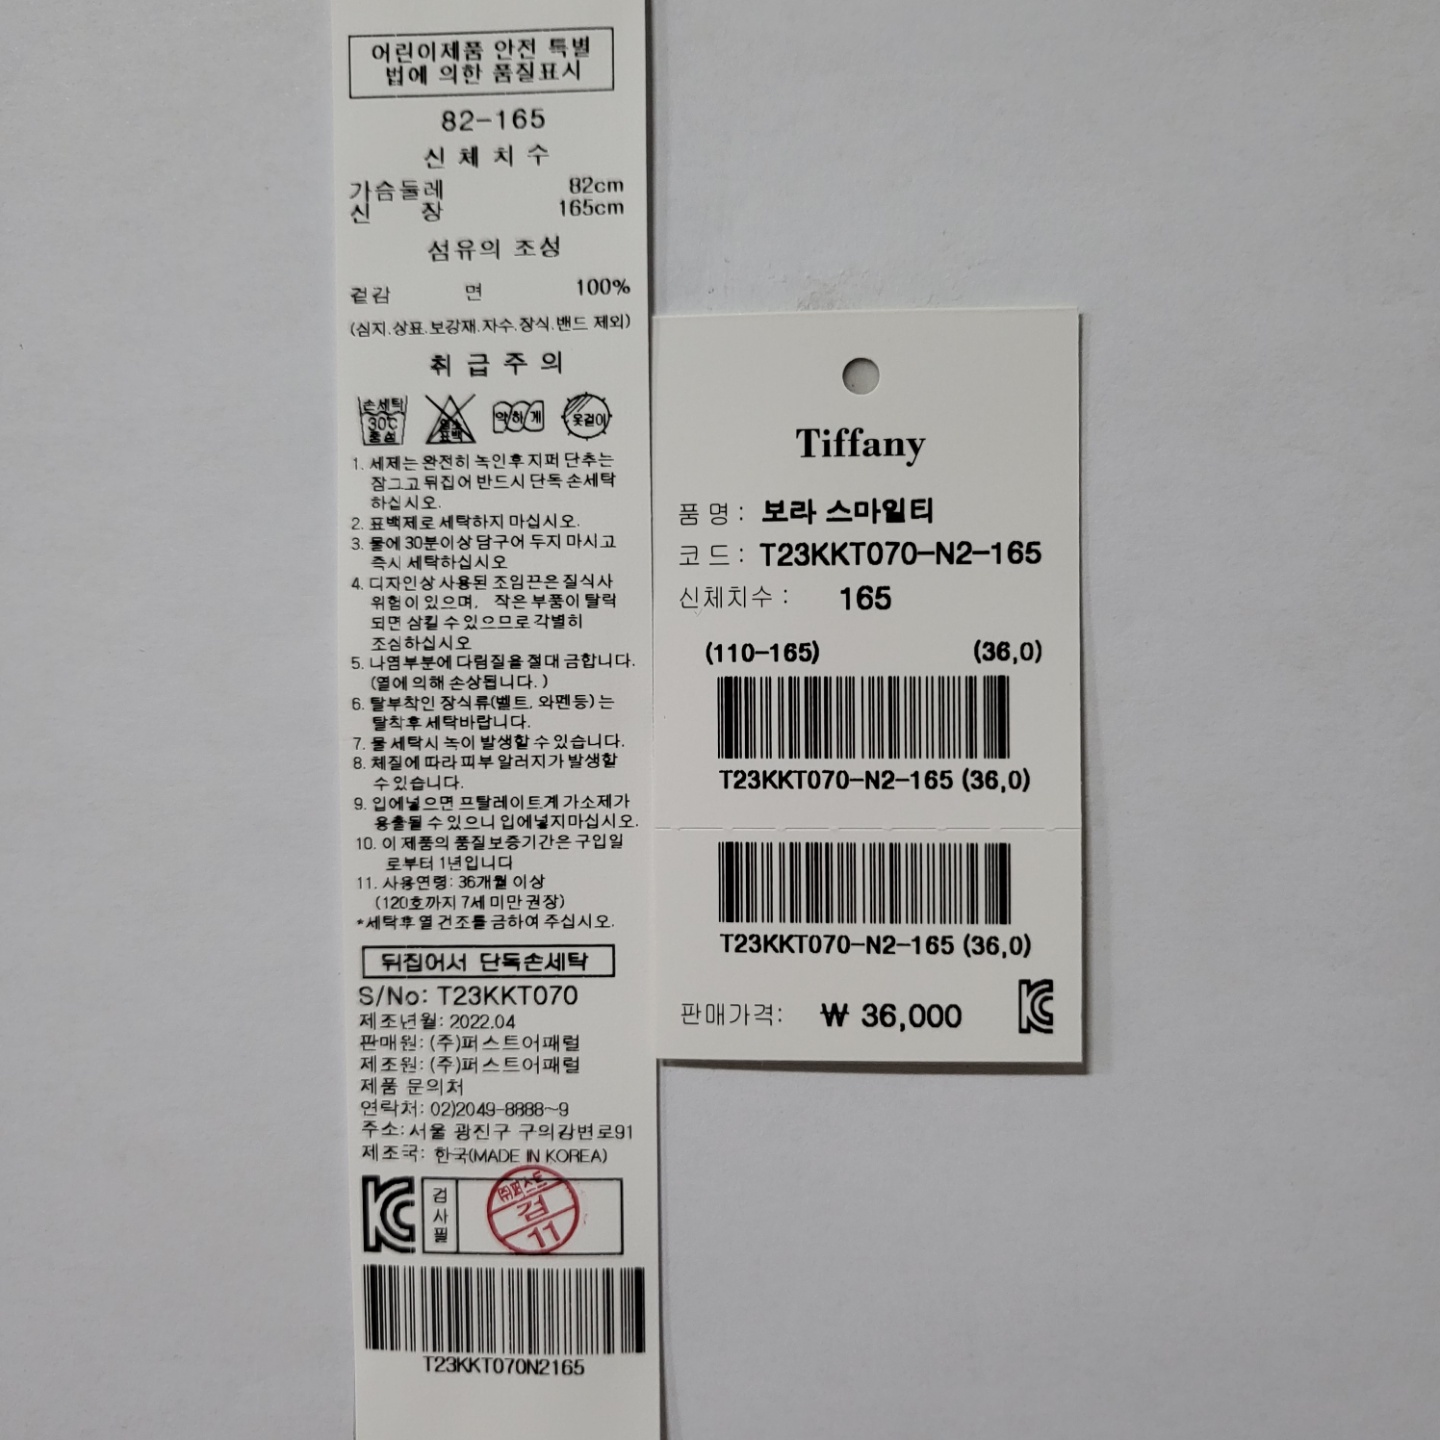 어린이제품 안전 특별
법에 의한 품질표시
82-165
신 체 치 수
가슴둘레 82cm
신 장 165cm
섬유의 조성
겉감 면 100%
(심지.상표.보강재.자수.장식.밴드 제외)
취 급 주 의
손세탁
30℃
중성
염소
표백
약하게
옷걸이
1. 세제는 완전히 녹인후 지퍼 단추는
잠그고 뒤집어 반드시 단독 손세탁
하십시오.
2. 표백제로 세탁하지 마십시오.
3. 물에 30분이상 담구어 두지 마시고
즉시 세탁하십시오
4. 디자인상 사용된 조임끈은 질식사
위험이 있으며, 작은 부품이 탈락
되면 삼킬 수 있으므로 각별히
조심하십시오
5. 나염부분에 다림질을 절대 금합니다.
(열에 의해 손상됩니다. )
6. 탈부착인 장식류(벨트, 와펜등) 는
탈착후 세탁바랍니다.
7. 물 세탁시 녹이 발생할 수 있습니다.
8. 체질에 따라 피부 알러지가 발생할
수 있습니다.
9. 입에넣으면 프탈레이트계 가소제가
용출될 수 있으니 입에넣지마십시오.
10. 이 제품의 품질보증기간은 구입일
로부터 1년입니다
11. 사용연령: 36개월 이상
(120호까지 7세 미만 권장)
*세탁후 열 건조를 금하여 주십시오.
뒤집어서 단독손세탁
S/No: T23KKT070
제조년월: 2022.04
판매원: (주)퍼스트어패럴
제조원: (주)퍼스트어패럴
제품 문의처
연락처: 02)2049-8888~9
주소: 서울 광진구 구의강변로91
제조국: 한국(MADE IN KOREA)
KC
검사필
(주)퍼스트
검
11
T23KKT070N2165
Tiffany
품 명 : 보라 스마일티
코 드 : T23KKT070-N2-165
신체치수 : 165
(110-165) (36,0)
T23KKT070-N2-165 (36,0)
T23KKT070-N2-165 (36,0)
판매가격: ₩ 36,000
KC